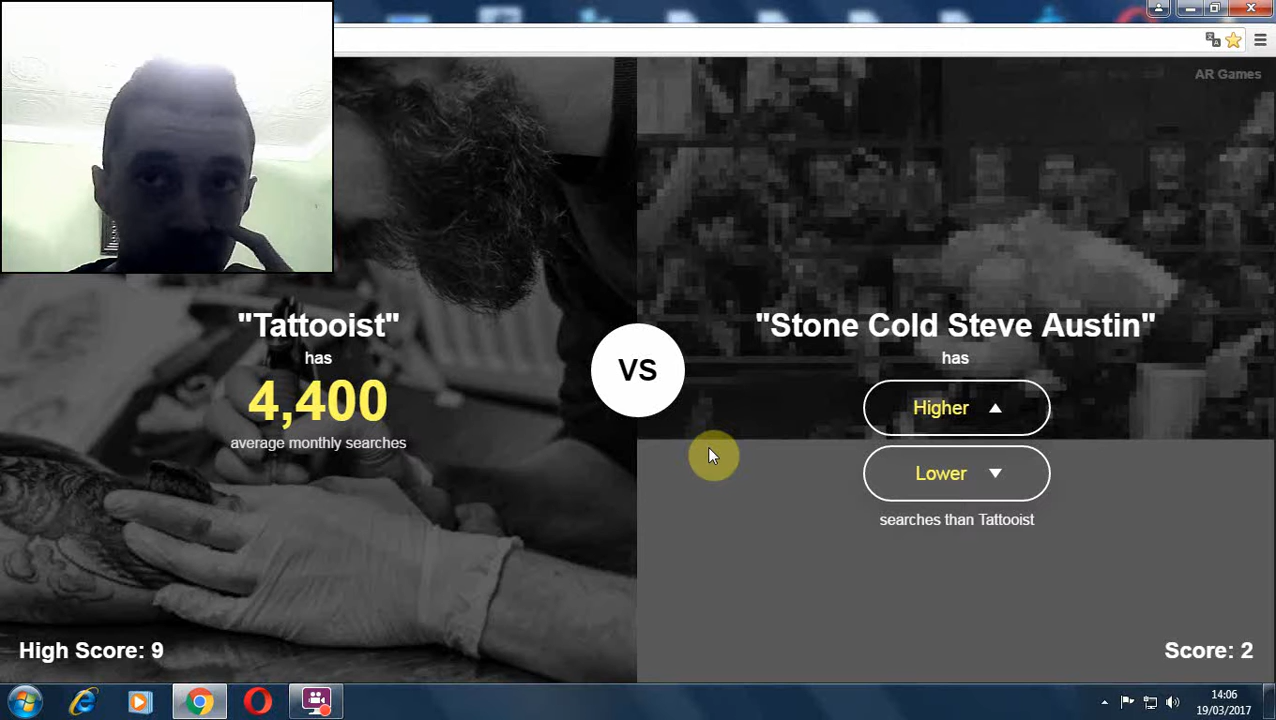 AR Games
"Tattooist"
has
4,400
average monthly searches
VS
"Stone Cold Steve Austin"
has
Higher ▲
Lower ▼
searches than Tattooist
High Score: 9
Score: 2
14:06
19/03/2017